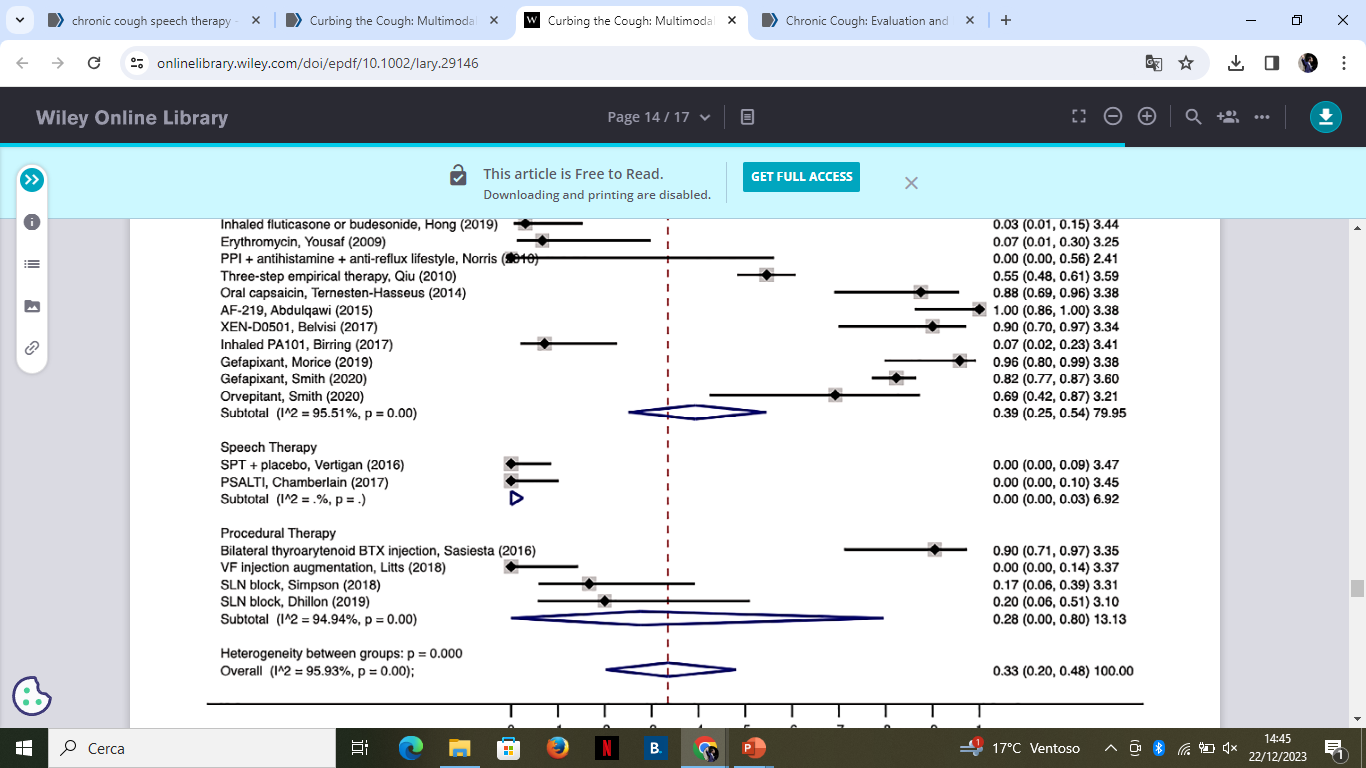 chronic cough speech therapy -
Curbing the Cough: Multimodal
W Curbing the Cough: Multimodal
Chronic Cough: Evaluation and
onlinelibrary.wiley.com/doi/epdf/10.1002/lary.29146
Wiley Online Library
Page 14 / 17
This article is Free to Read.
Downloading and printing are disabled.
GET FULL ACCESS
Inhaled fluticasone or budesonide, Hong (2019) 0.03 (0.01, 0.15) 3.44
Erythromycin, Yousaf (2009) 0.07 (0.01, 0.30) 3.25
PPI + antihistamine + anti-reflux lifestyle, Norris (2010) 0.00 (0.00, 0.56) 2.41
Three-step empirical therapy, Qiu (2010) 0.55 (0.48, 0.61) 3.59
Oral capsaicin, Ternesten-Hasseus (2014) 0.88 (0.69, 0.96) 3.38
AF-219, Abdulqawi (2015) 1.00 (0.86, 1.00) 3.38
XEN-D0501, Belvisi (2017) 0.90 (0.70, 0.97) 3.34
Inhaled PA101, Birring (2017) 0.07 (0.02, 0.23) 3.41
Gefapixant, Morice (2019) 0.96 (0.80, 0.99) 3.38
Gefapixant, Smith (2020) 0.82 (0.77, 0.87) 3.60
Orvepitant, Smith (2020) 0.69 (0.42, 0.87) 3.21
Subtotal (I^2 = 95.51%, p = 0.00) 0.39 (0.25, 0.54) 79.95
Speech Therapy
SPT + placebo, Vertigan (2016) 0.00 (0.00, 0.09) 3.47
PSALTI, Chamberlain (2017) 0.00 (0.00, 0.10) 3.45
Subtotal (I^2 = .%, p = .) 0.00 (0.00, 0.03) 6.92
Procedural Therapy
Bilateral thyroarytenoid BTX injection, Sasiesta (2016) 0.90 (0.71, 0.97) 3.35
VF injection augmentation, Litts (2018) 0.00 (0.00, 0.14) 3.37
SLN block, Simpson (2018) 0.17 (0.06, 0.39) 3.31
SLN block, Dhillon (2019) 0.20 (0.06, 0.51) 3.10
Subtotal (I^2 = 94.94%, p = 0.00) 0.28 (0.00, 0.80) 13.13
Heterogeneity between groups: p = 0.000
Overall (I^2 = 95.93%, p = 0.00); 0.33 (0.20, 0.48) 100.00
Cerca
N
B.
P
1
17°C Ventoso
14:45
22/12/2023
1